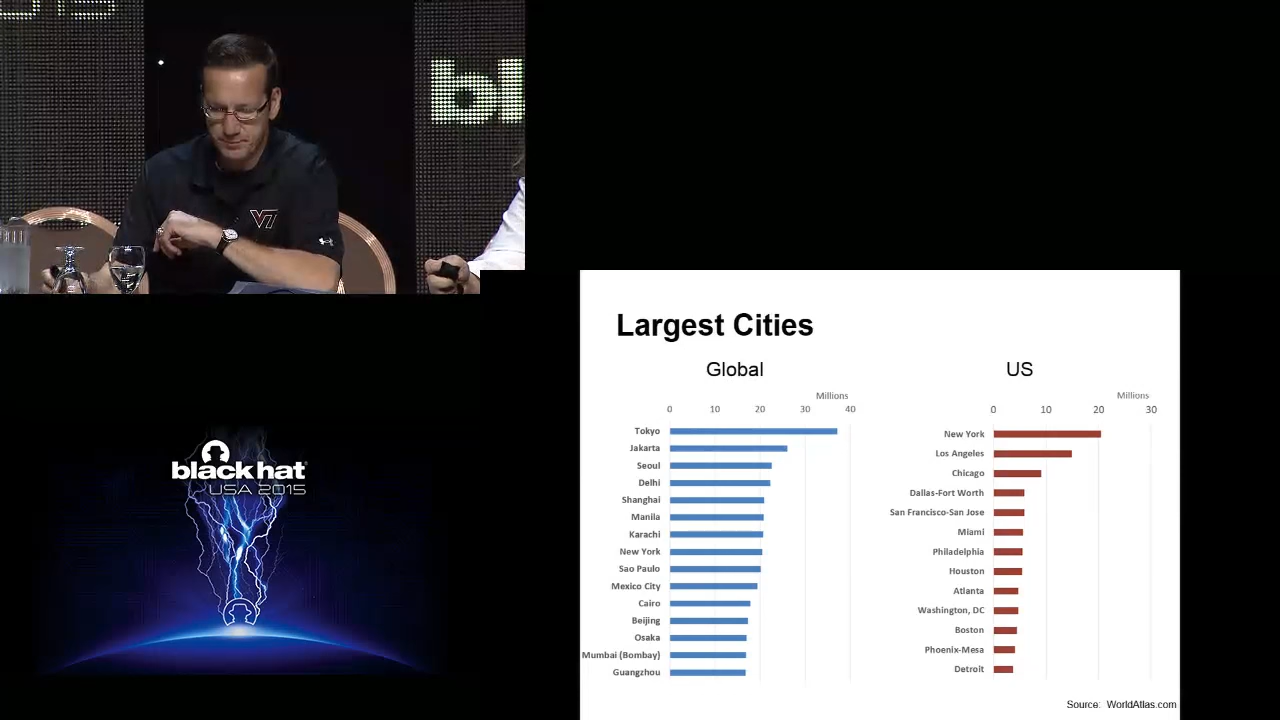 bl
VT
black hat
USA 2015
Largest Cities
Global
Millions
0 10 20 30 40
Tokyo
Jakarta
Seoul
Delhi
Shanghai
Manila
Karachi
New York
Sao Paulo
Mexico City
Cairo
Beijing
Osaka
Mumbai (Bombay)
Guangzhou
US
Millions
0 10 20 30
New York
Los Angeles
Chicago
Dallas-Fort Worth
San Francisco-San Jose
Miami
Philadelphia
Houston
Atlanta
Washington, DC
Boston
Phoenix-Mesa
Detroit
Source: WorldAtlas.com